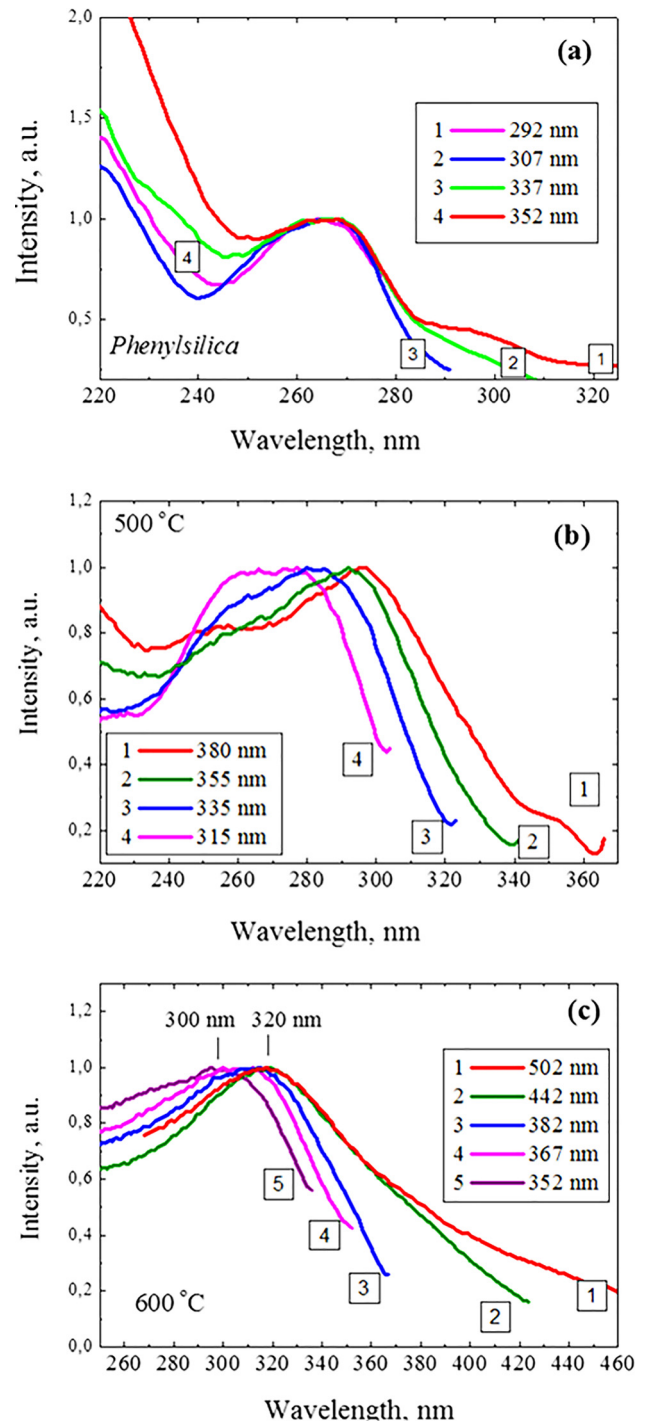 (a)
2,0
1,5
1,0
0,5
Intensity, a.u.
1 292 nm
2 307 nm
3 337 nm
4 352 nm
4
3
2
1
Phenylsilica
220 240 260 280 300 320
Wavelength, nm
500 °C
(b)
1,2
1,0
0,8
0,6
0,4
0,2
Intensity, a.u.
1 380 nm
2 355 nm
3 335 nm
4 315 nm
4
3
2
1
220 240 260 280 300 320 340 360
Wavelength, nm
(c)
1,2
1,0
0,8
0,6
0,4
0,2
0,0
Intensity, a.u.
300 nm 320 nm
1 502 nm
2 442 nm
3 382 nm
4 367 nm
5 352 nm
5
4
3
2
1
600 °C
260 280 300 320 340 360 380 400 420 440 460
Wavelength, nm